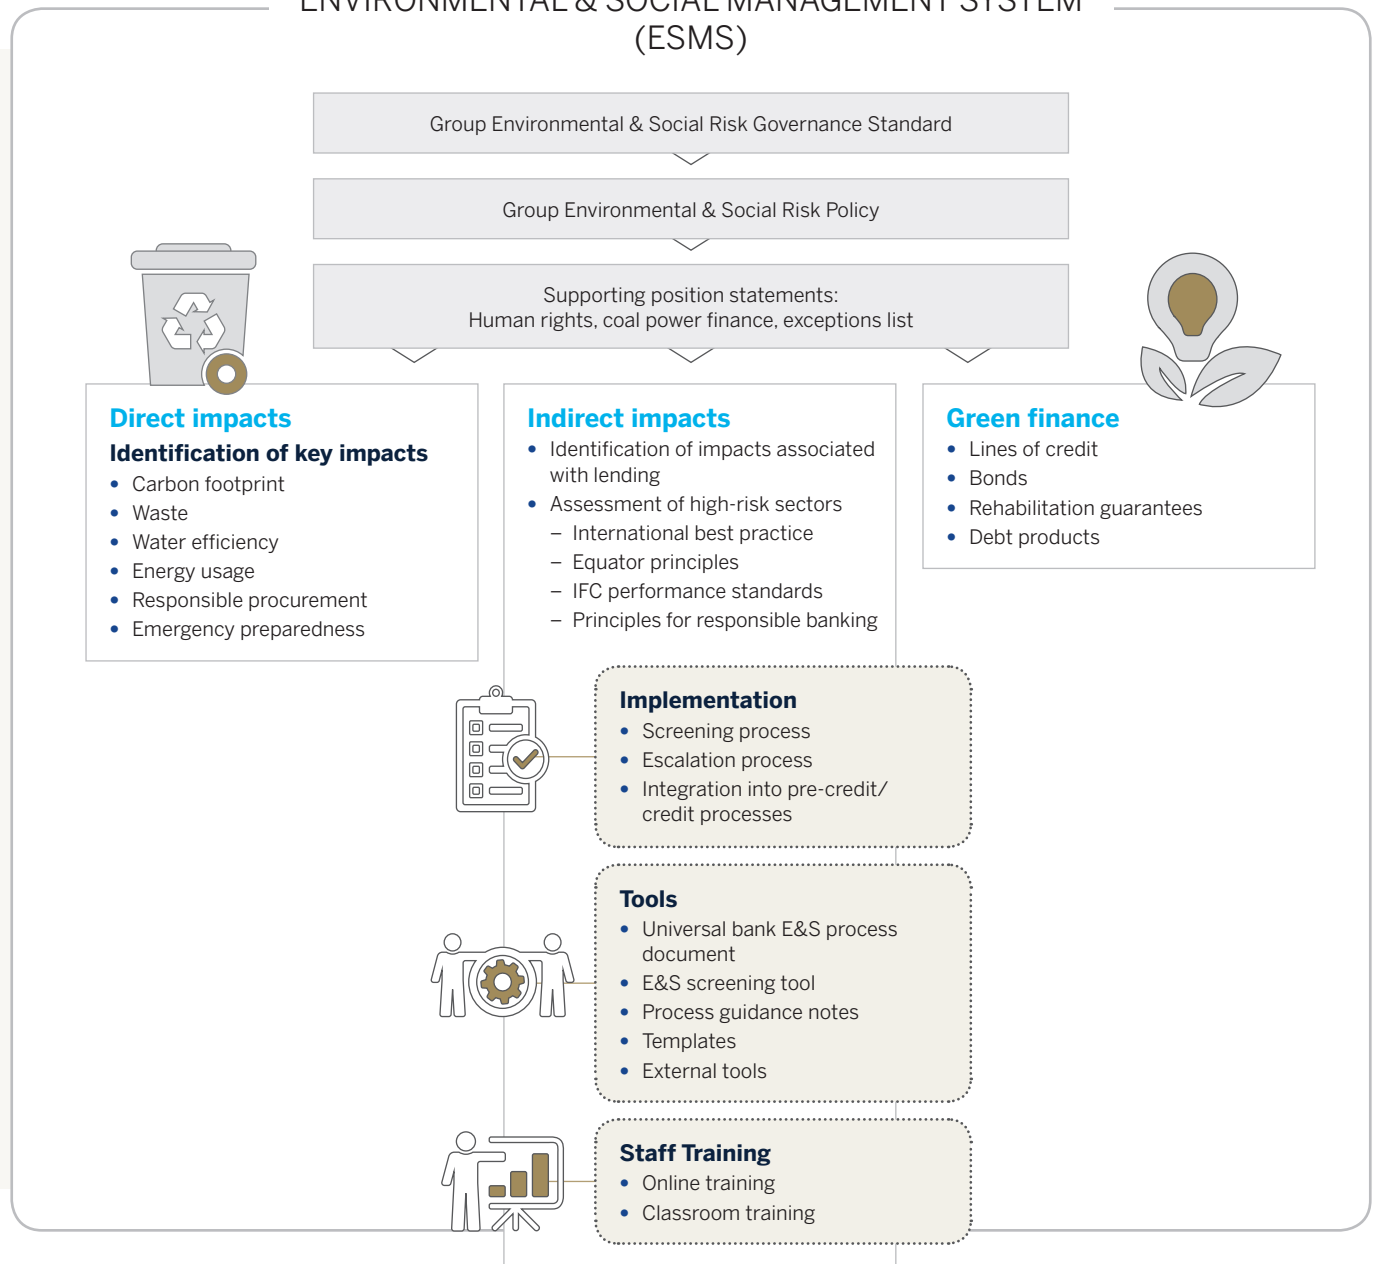 ENVIRONMENTAL & SOCIAL MANAGEMENT SYSTEM
(ESMS)
Group Environmental & Social Risk Governance Standard
Group Environmental & Social Risk Policy
Supporting position statements:
Human rights, coal power finance, exceptions list
Direct impacts
Identification of key impacts
• Carbon footprint
• Waste
• Water efficiency
• Energy usage
• Responsible procurement
• Emergency preparedness
Indirect impacts
• Identification of impacts associated
with lending
• Assessment of high-risk sectors
– International best practice
– Equator principles
– IFC performance standards
– Principles for responsible banking
Green finance
• Lines of credit
• Bonds
• Rehabilitation guarantees
• Debt products
Implementation
• Screening process
• Escalation process
• Integration into pre-credit/
credit processes
Tools
• Universal bank E&S process
document
• E&S screening tool
• Process guidance notes
• Templates
• External tools
Staff Training
• Online training
• Classroom training